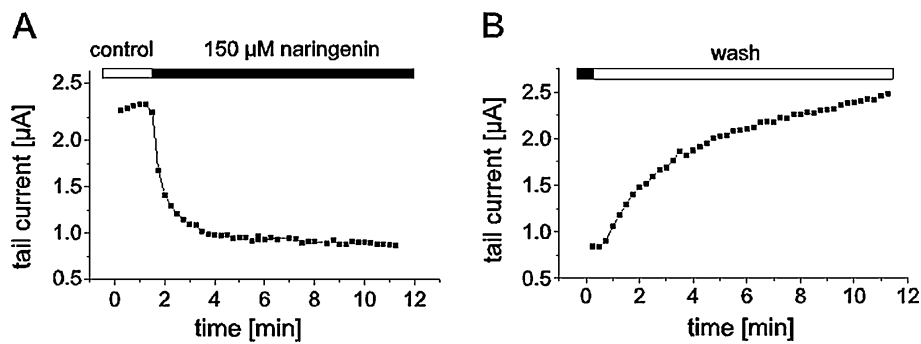 A
control 150 µM naringenin
2.5
2.0
1.5
1.0
0.5
tail current [µA]
0 2 4 6 8 10 12
time [min]
B
wash
2.5
2.0
1.5
1.0
0.5
tail current [µA]
0 2 4 6 8 10 12
time [min]